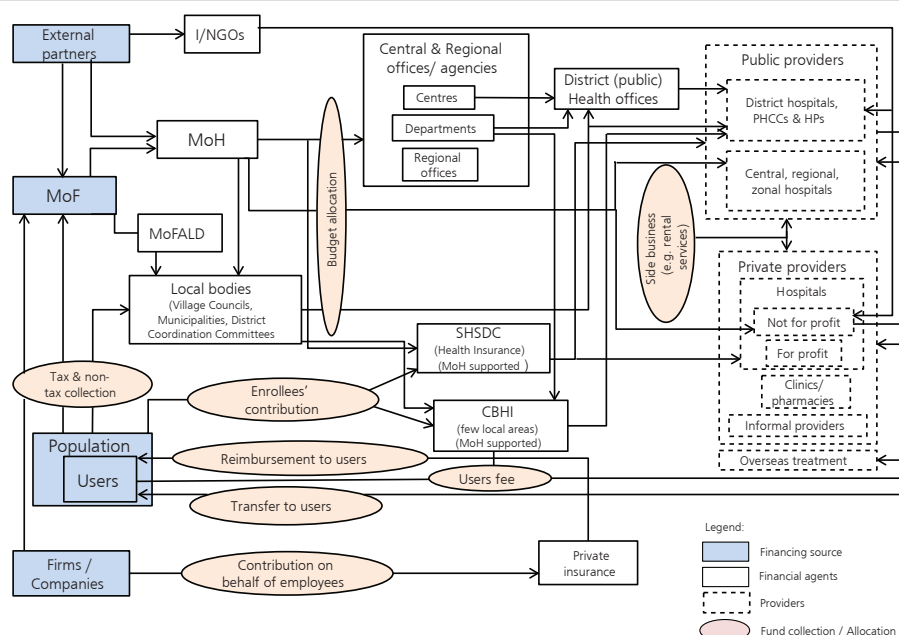 External
partners
I/NGOs
Central & Regional
offices/ agencies
Centres
Departments
Regional
offices
District (public)
Health offices
Public providers
District hospitals,
PHCCs & HPs
Central, regional,
zonal hospitals
MoH
MoF
MoFALD
Budget allocation
Side business
(e.g. rental
services)
Local bodies
(Village Councils,
Municipalities, District
Coordination Committees
Private providers
Hospitals
Not for profit
For profit
Clinics/
pharmacies
Informal providers
Overseas treatment
SHSDC
(Health Insurance)
(MoH supported )
Tax & non-
tax collection
Enrollees’
contribution
CBHI
(few local areas)
(MoH supported)
Population
Users
Reimbursement to users
Users fee
Transfer to users
Firms /
Companies
Contribution on
behalf of employees
Private
insurance
Legend:
Financing source
Financial agents
Providers
Fund collection / Allocation